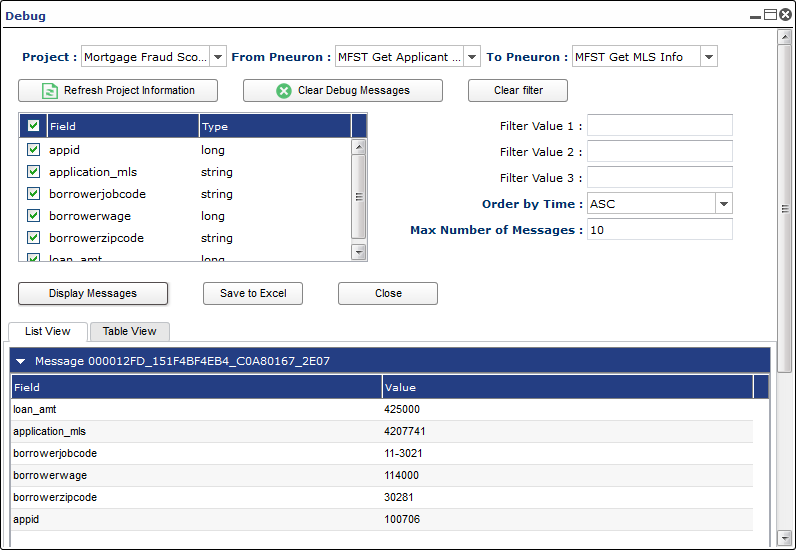 Debug
Project : Mortgage Fraud Sco... From Pneuron : MFST Get Applicant ... To Pneuron : MFST Get MLS Info
Refresh Project Information Clear Debug Messages Clear filter
Field Type
appid long
application_mls string
borrowerjobcode string
borrowerwage long
borrowerzipcode string
loan_amt long
Filter Value 1 :
Filter Value 2 :
Filter Value 3 :
Order by Time : ASC
Max Number of Messages : 10
Display Messages Save to Excel Close
List View Table View
Message 000012FD_151F4BF4EB4_C0A80167_2E07
Field Value
loan_amt 425000
application_mls 4207741
borrowerjobcode 11-3021
borrowerwage 114000
borrowerzipcode 30281
appid 100706